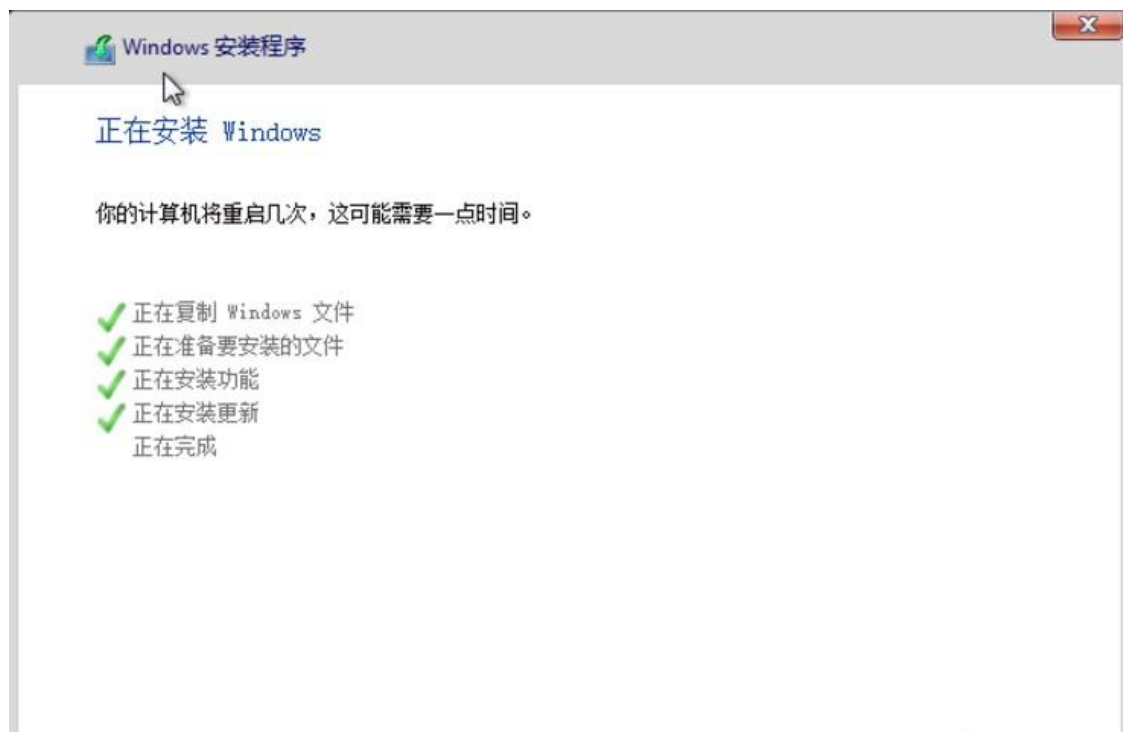 Windows 安装程序
正在安装 Windows
你的计算机将重启几次，这可能需要一点时间。
正在复制 Windows 文件
正在准备要安装的文件
正在安装功能
正在安装更新
正在完成